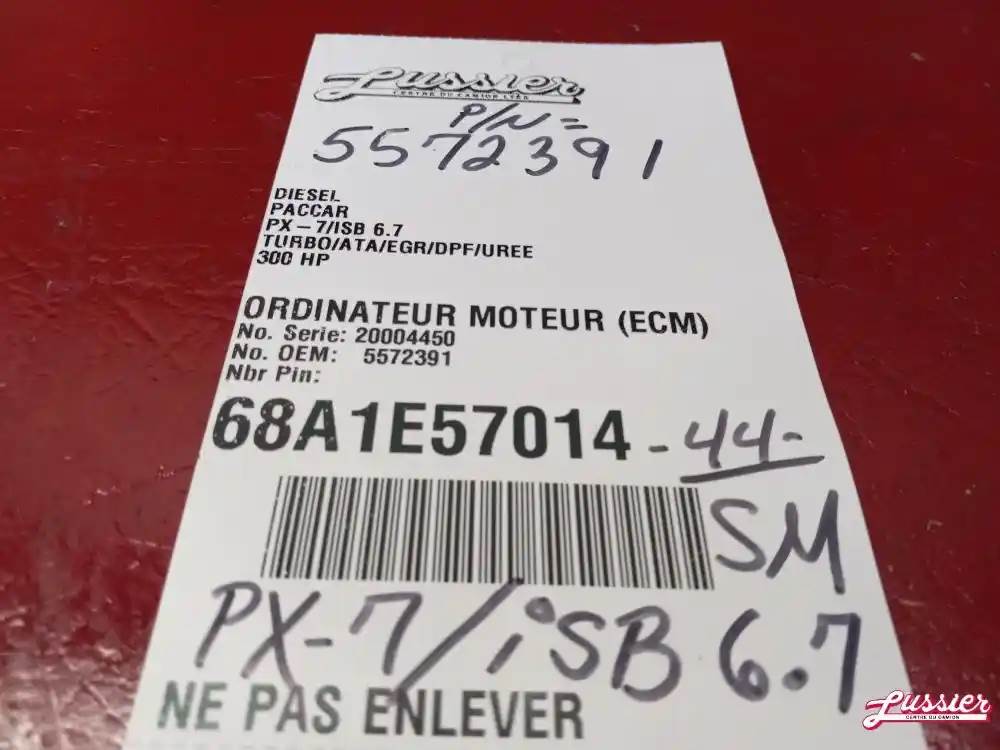 Lussier
CENTRE DU CAMION LTÉE
P/N=
5572391
DIESEL
PACCAR
PX-7/ISB 6.7
TURBO/ATA/EGR/DPF/UREE
300 HP
ORDINATEUR MOTEUR (ECM)
No. Serie: 20004450
No. OEM: 5572391
Nbr Pin:
68A1E57014 -44-
SM
PX-7/iSB 6.7
NE PAS ENLEVER
Lussier
CENTRE DU CAMION